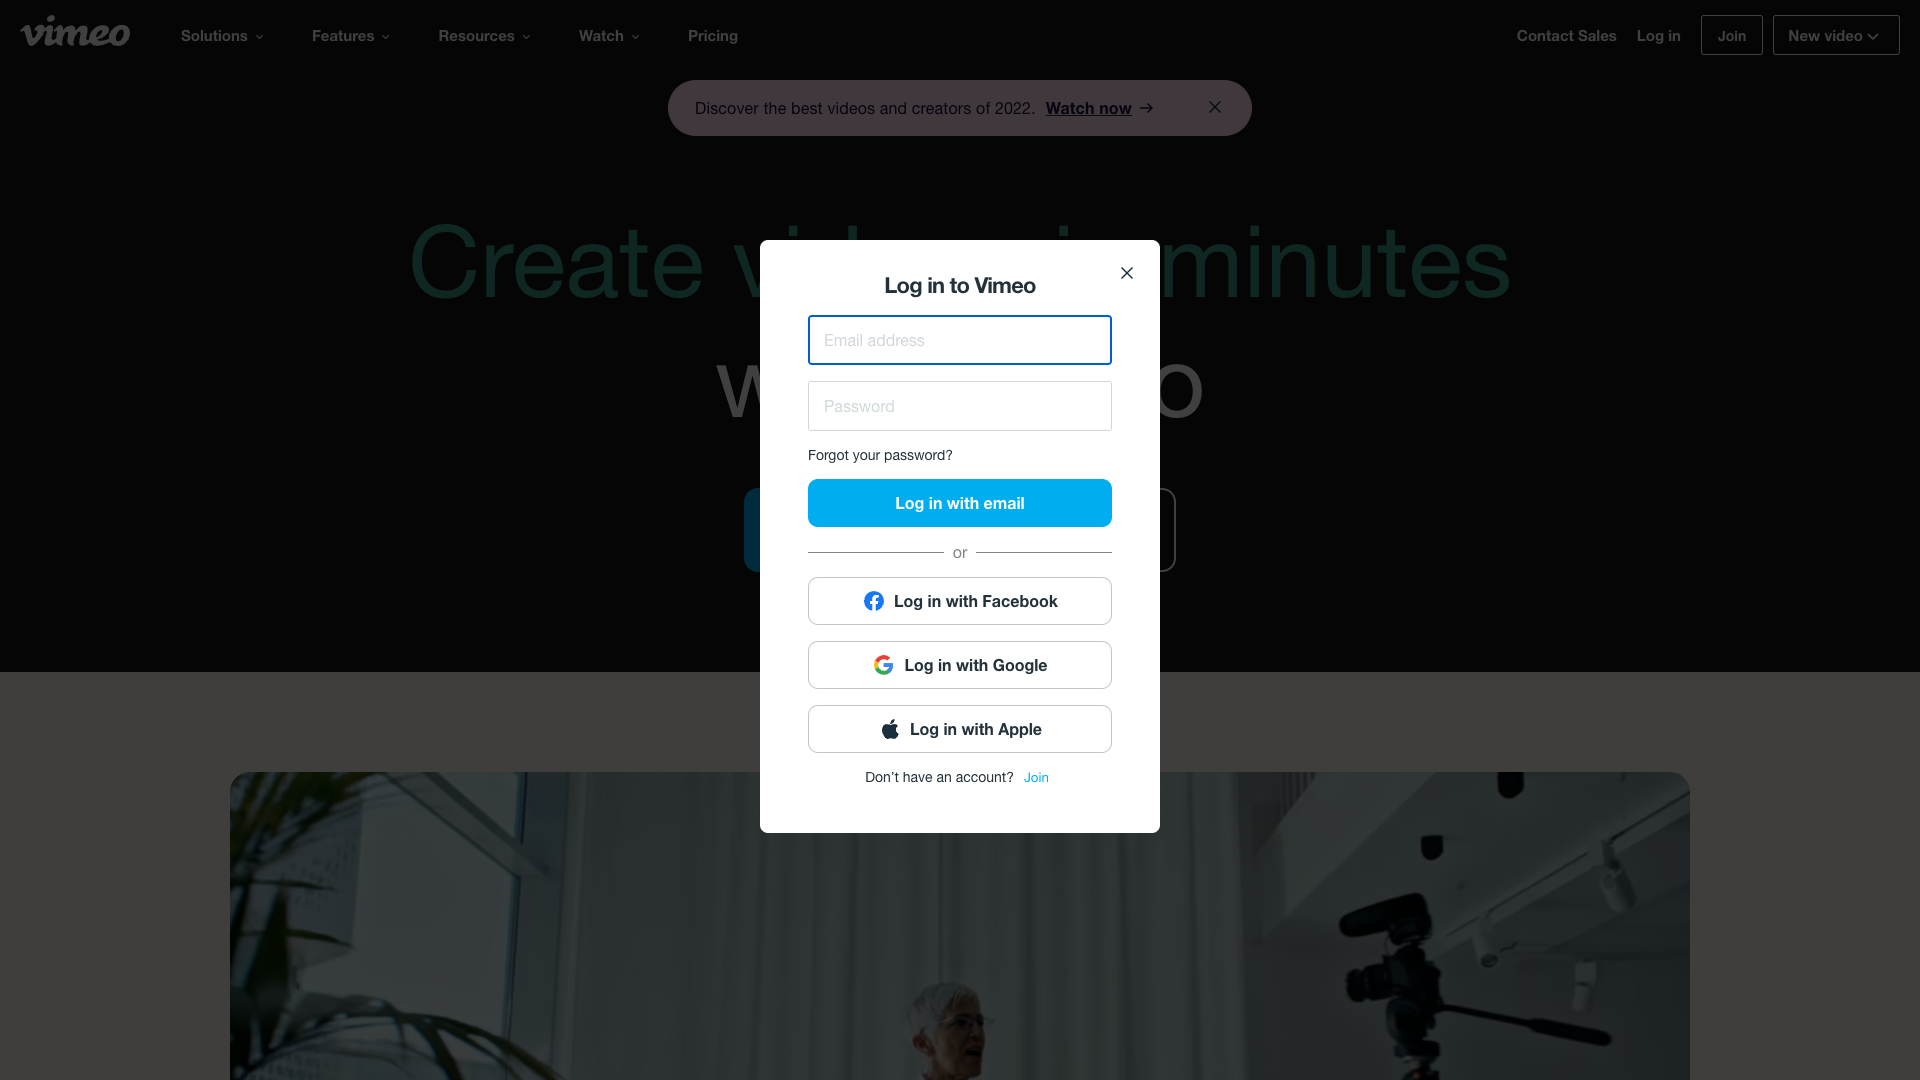 vimeo
Solutions
Features
Resources
Watch
Pricing
Contact Sales
Log in
Join
New video
Discover the best videos and creators of 2022. Watch now →
Create minutes
Log in to Vimeo
Email address
Password
Forgot your password?
Log in with email
or
Log in with Facebook
Log in with Google
Log in with Apple
Don't have an account? Join